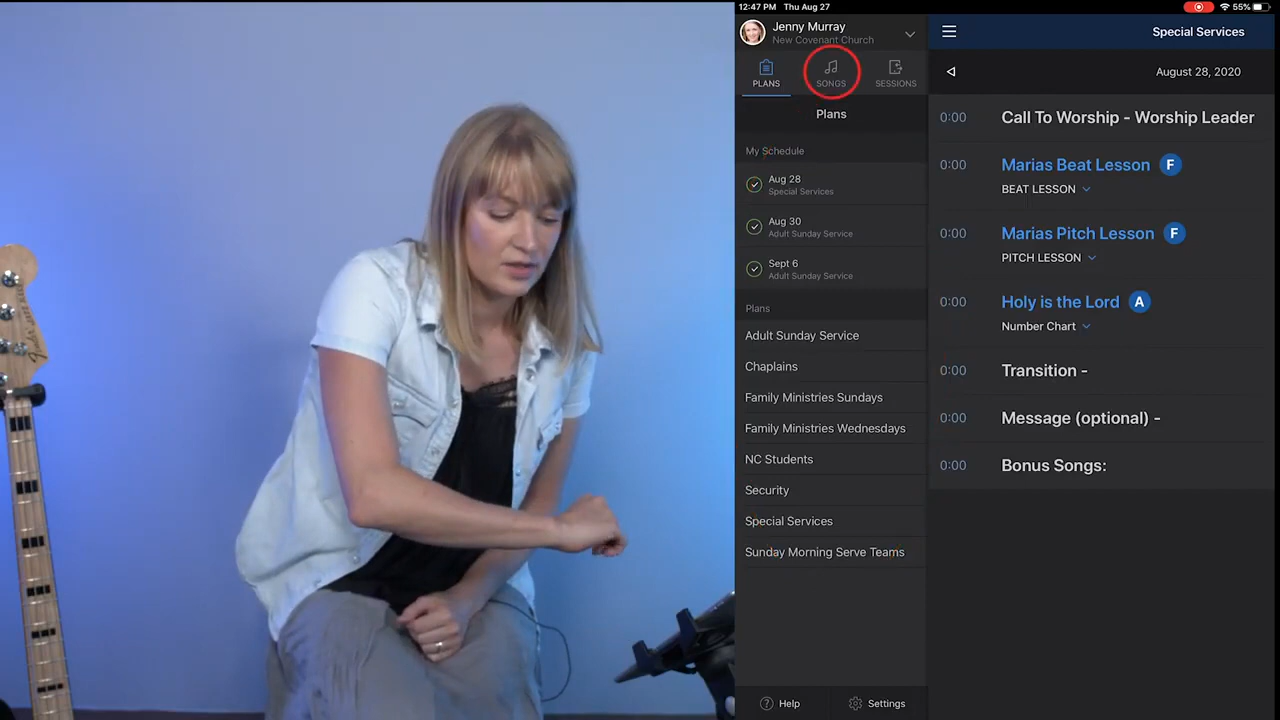 12:47 PM Thu Aug 27
55%
Jenny Murray
New Covenant Church
PLANS
SONGS
SESSIONS
Plans
My Schedule
Aug 28
Special Services
Aug 30
Adult Sunday Service
Sept 6
Adult Sunday Service
Plans
Adult Sunday Service
Chaplains
Family Ministries Sundays
Family Ministries Wednesdays
NC Students
Security
Special Services
Sunday Morning Serve Teams
Help
Settings
Special Services
August 28, 2020
0:00 Call To Worship - Worship Leader
0:00 Marias Beat Lesson F
BEAT LESSON
0:00 Marias Pitch Lesson F
PITCH LESSON
0:00 Holy is the Lord A
Number Chart
0:00 Transition -
0:00 Message (optional) -
0:00 Bonus Songs: